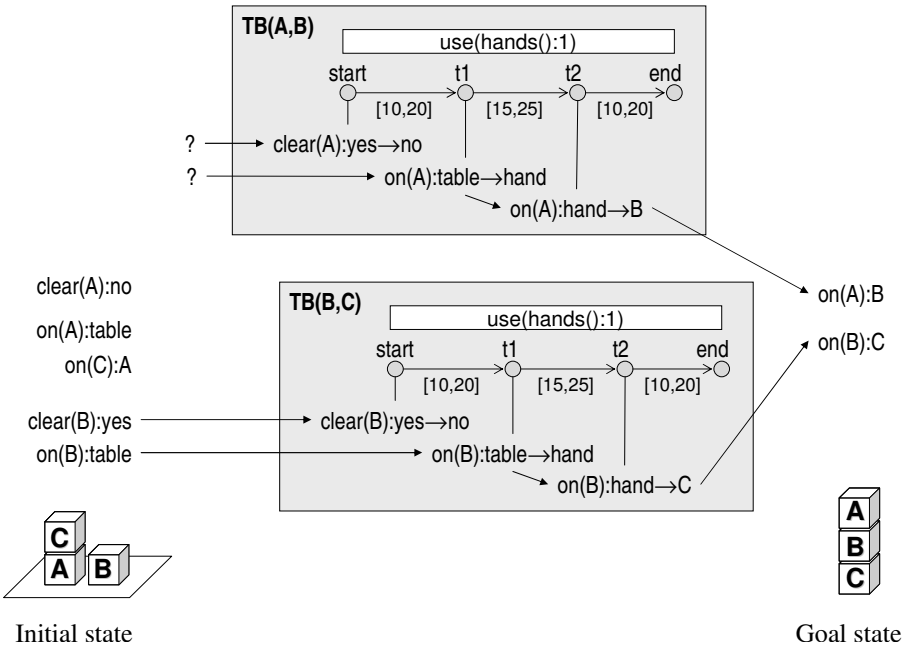 TB(A,B)
use(hands():1)
start t1 t2 end
[10,20] [15,25] [10,20]
? clear(A):yes→no
? on(A):table→hand
on(A):hand→B
clear(A):no
on(A):table
on(C):A
clear(B):yes
on(B):table
TB(B,C)
use(hands():1)
start t1 t2 end
[10,20] [15,25] [10,20]
clear(B):yes→no
on(B):table→hand
on(B):hand→C
on(A):B
on(B):C
C
A B
Initial state
A
B
C
Goal state